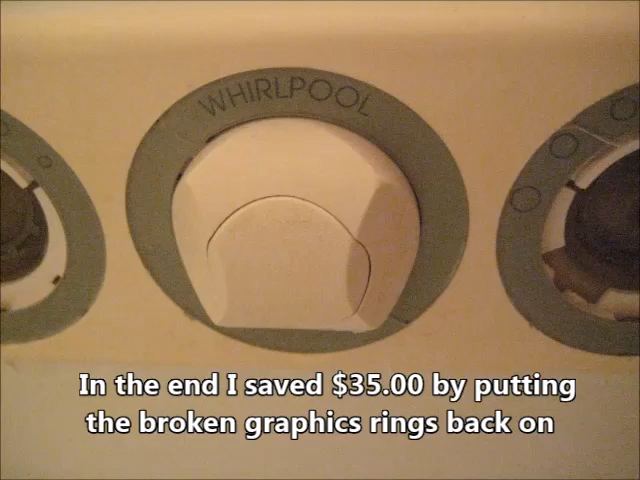 WHIRLPOOL
In the end I saved $35.00 by putting
the broken graphics rings back on